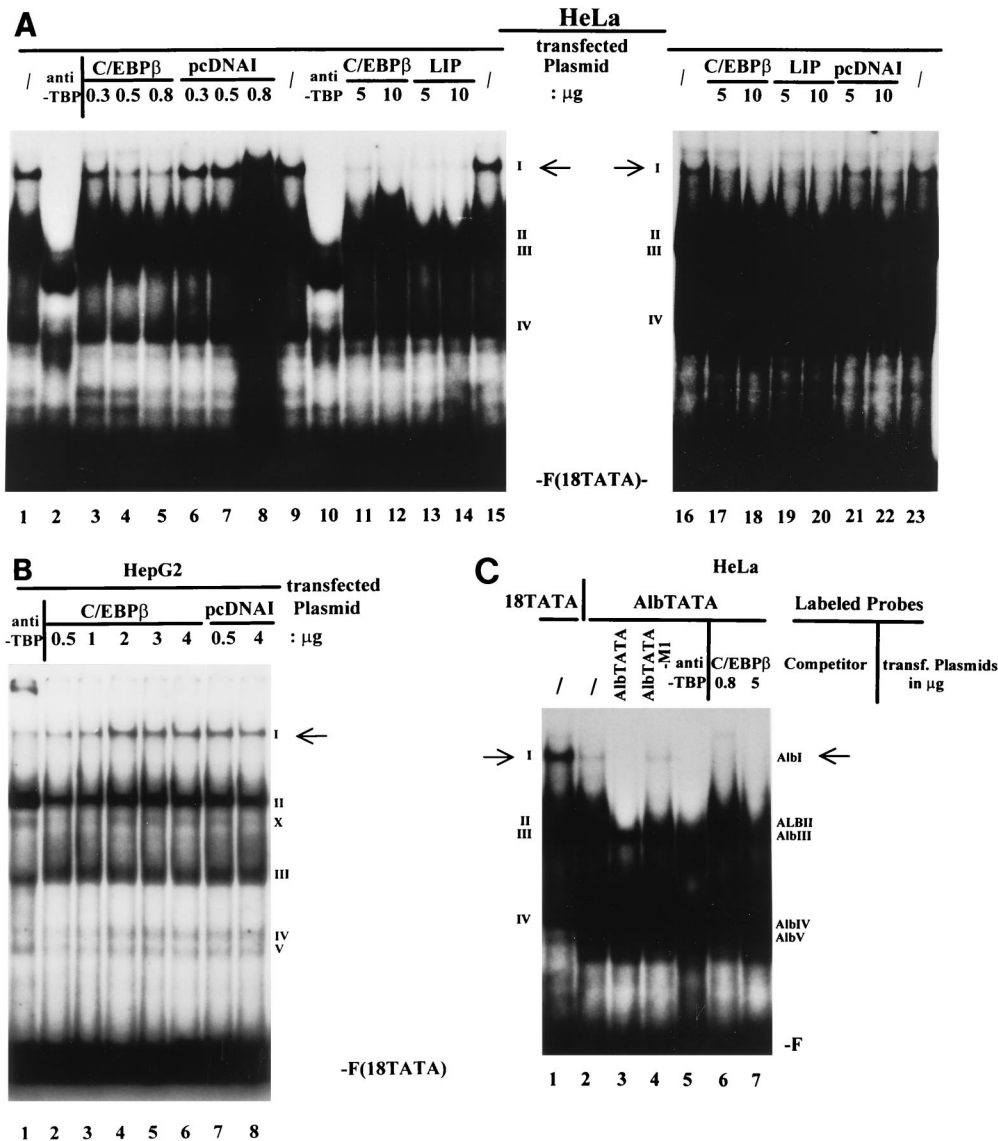 A
HeLa
transfected
Plasmid
: µg
/ anti -TBP C/EBPβ pcDNAI / anti -TBP C/EBPβ LIP /
0.3 0.5 0.8 0.3 0.5 0.8 5 10 5 10
/ C/EBPβ LIP pcDNAI /
5 10 5 10 5 10
I I
II II
III III
IV IV
-F(18TATA)-
1 2 3 4 5 6 7 8 9 10 11 12 13 14 15
16 17 18 19 20 21 22 23
B
HepG2
transfected
Plasmid
: µg
anti -TBP C/EBPβ pcDNAI
0.5 1 2 3 4 0.5 4
I
II
X
III
IV
V
-F(18TATA)
1 2 3 4 5 6 7 8
C
HeLa
18TATA AlbTATA Labeled Probes
/ / AlbTATA AlbTATA -M1 anti -TBP C/EBPβ
0.8 5
Competitor transf. Plasmids
in µg
I AlbI
II ALBII
III AlbIII
IV AlbIV
AlbV
-F
1 2 3 4 5 6 7